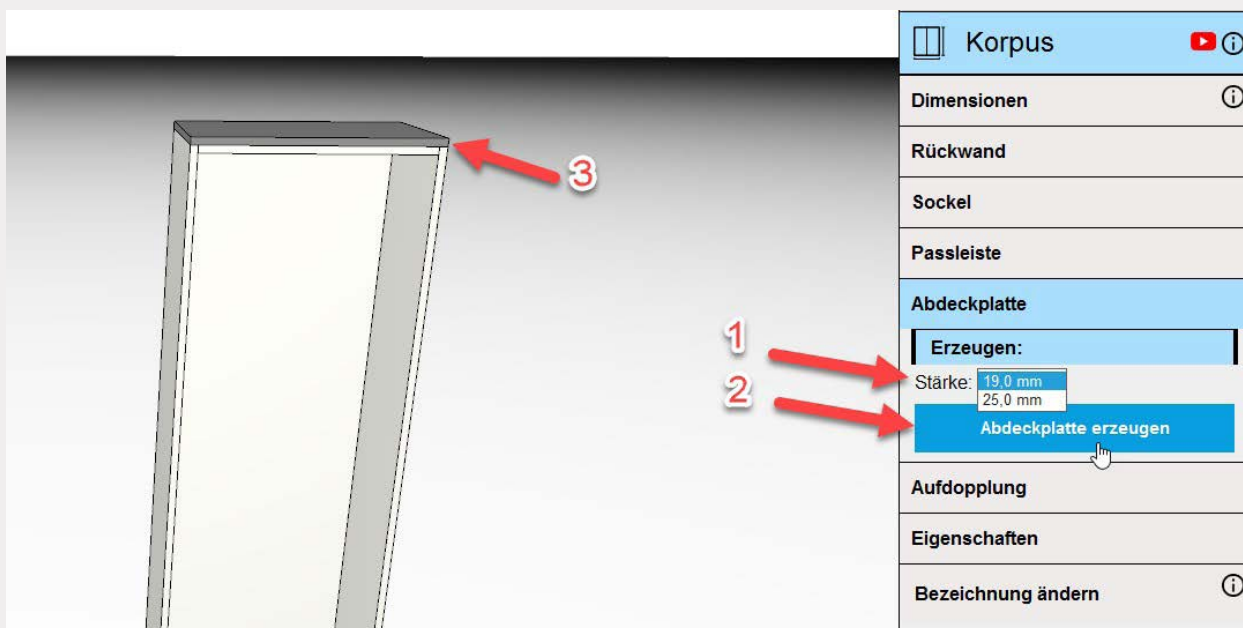 Korpus
Dimensionen
Rückwand
Sockel
Passleiste
Abdeckplatte
Erzeugen:
1
Stärke: 19,0 mm
25,0 mm
2
Abdeckplatte erzeugen
3
Aufdopplung
Eigenschaften
Bezeichnung ändern